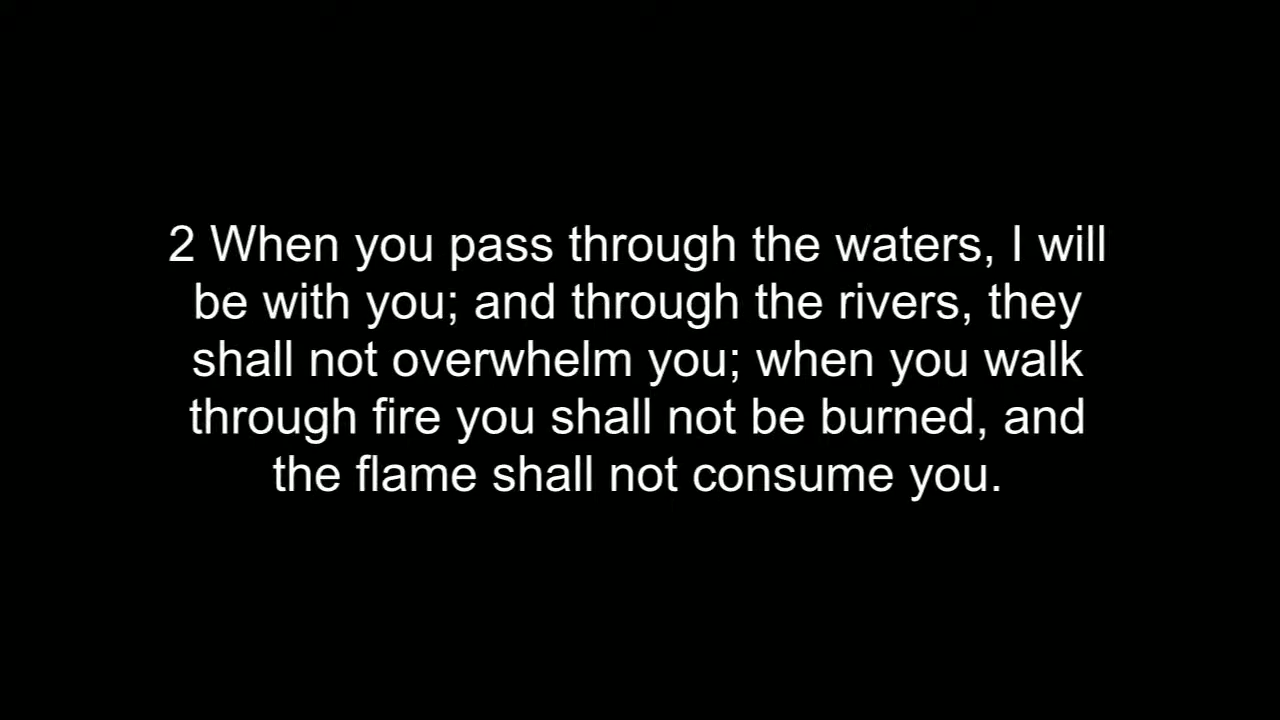 2 When you pass through the waters, I will
be with you; and through the rivers, they
shall not overwhelm you; when you walk
through fire you shall not be burned, and
the flame shall not consume you.